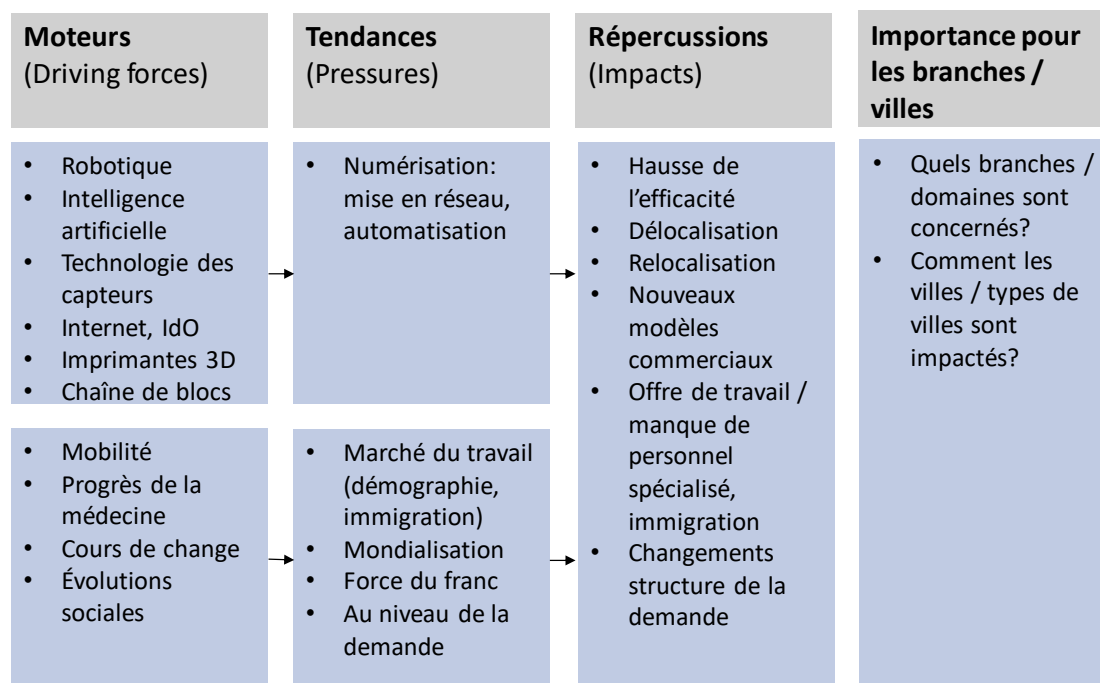 Moteurs
(Driving forces)
Tendances
(Pressures)
Répercussions
(Impacts)
Importance pour
les branches /
villes
• Robotique
• Intelligence
artificielle
• Technologie des
capteurs
• Internet, IdO
• Imprimantes 3D
• Chaîne de blocs
• Numérisation:
mise en réseau,
automatisation
• Hausse de
l'efficacité
• Délocalisation
• Relocalisation
• Nouveaux
modèles
commerciaux
• Offre de travail /
manque de
personnel
spécialisé,
immigration
• Changements
structure de la
demande
• Quels branches /
domaines sont
concernés?
• Comment les
villes / types de
villes sont
impactés?
• Mobilité
• Progrès de la
médecine
• Cours de change
• Évolutions
sociales
• Marché du travail
(démographie,
immigration)
• Mondialisation
• Force du franc
• Au niveau de la
demande